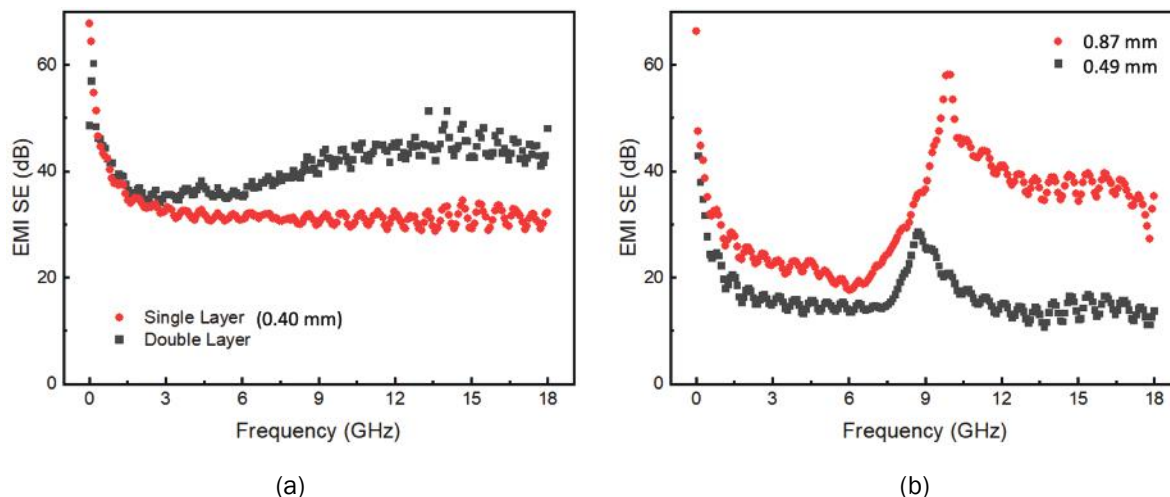 60
40
20
0
EMI SE (dB)
Single Layer (0.40 mm)
Double Layer
0 3 6 9 12 15 18
Frequency (GHz)
(a)
60
40
20
0
EMI SE (dB)
0.87 mm
0.49 mm
0 3 6 9 12 15 18
Frequency (GHz)
(b)